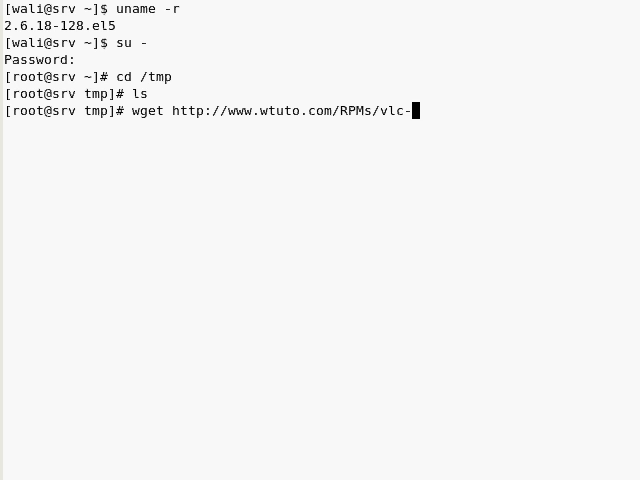 [wali@srv ~]$ uname -r
2.6.18-128.el5
[wali@srv ~]$ su -
Password:
[root@srv ~]# cd /tmp
[root@srv tmp]# ls
[root@srv tmp]# wget http://www.wtuto.com/RPMs/vlc-